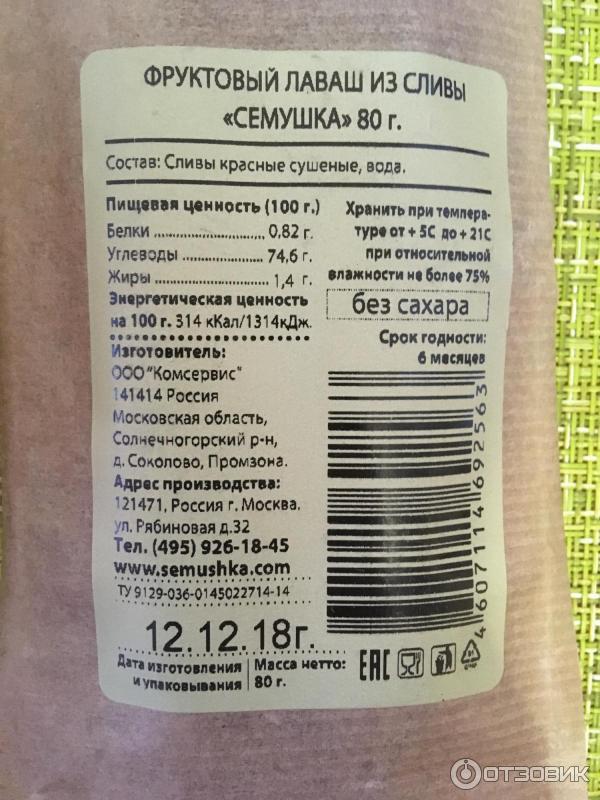 ФРУКТОВЫЙ ЛАВАШ ИЗ СЛИВЫ
«СЕМУШКА» 80 г.
Состав: Сливы красные сушеные, вода.
Пищевая ценность (100 г.)
Белки .......................... 0,82 г.
Углеводы .................... 74,6 г.
Жиры .......................... 1,4 г.
Энергетическая ценность
на 100 г. 314 кКал/1314кДж.
Изготовитель:
ООО "Комсервис"
141414 Россия
Московская область,
Солнечногорский р-н,
д. Соколово, Промзона.
Адрес производства:
121471, Россия г. Москва.
ул. Рябиновая д.32
Тел. (495) 926-18-45
www.semushka.com
ТУ 9129-036-0145022714-14
Хранить при темпера-
туре от + 5С до + 21С
при относительной
влажности не более 75%
без сахара
Срок годности:
6 месяцев
4607114692563
12.12.18г.
Дата изготовления
и упаковывания
Масса нетто:
80 г.
ЕАС
ОТЗОВИК